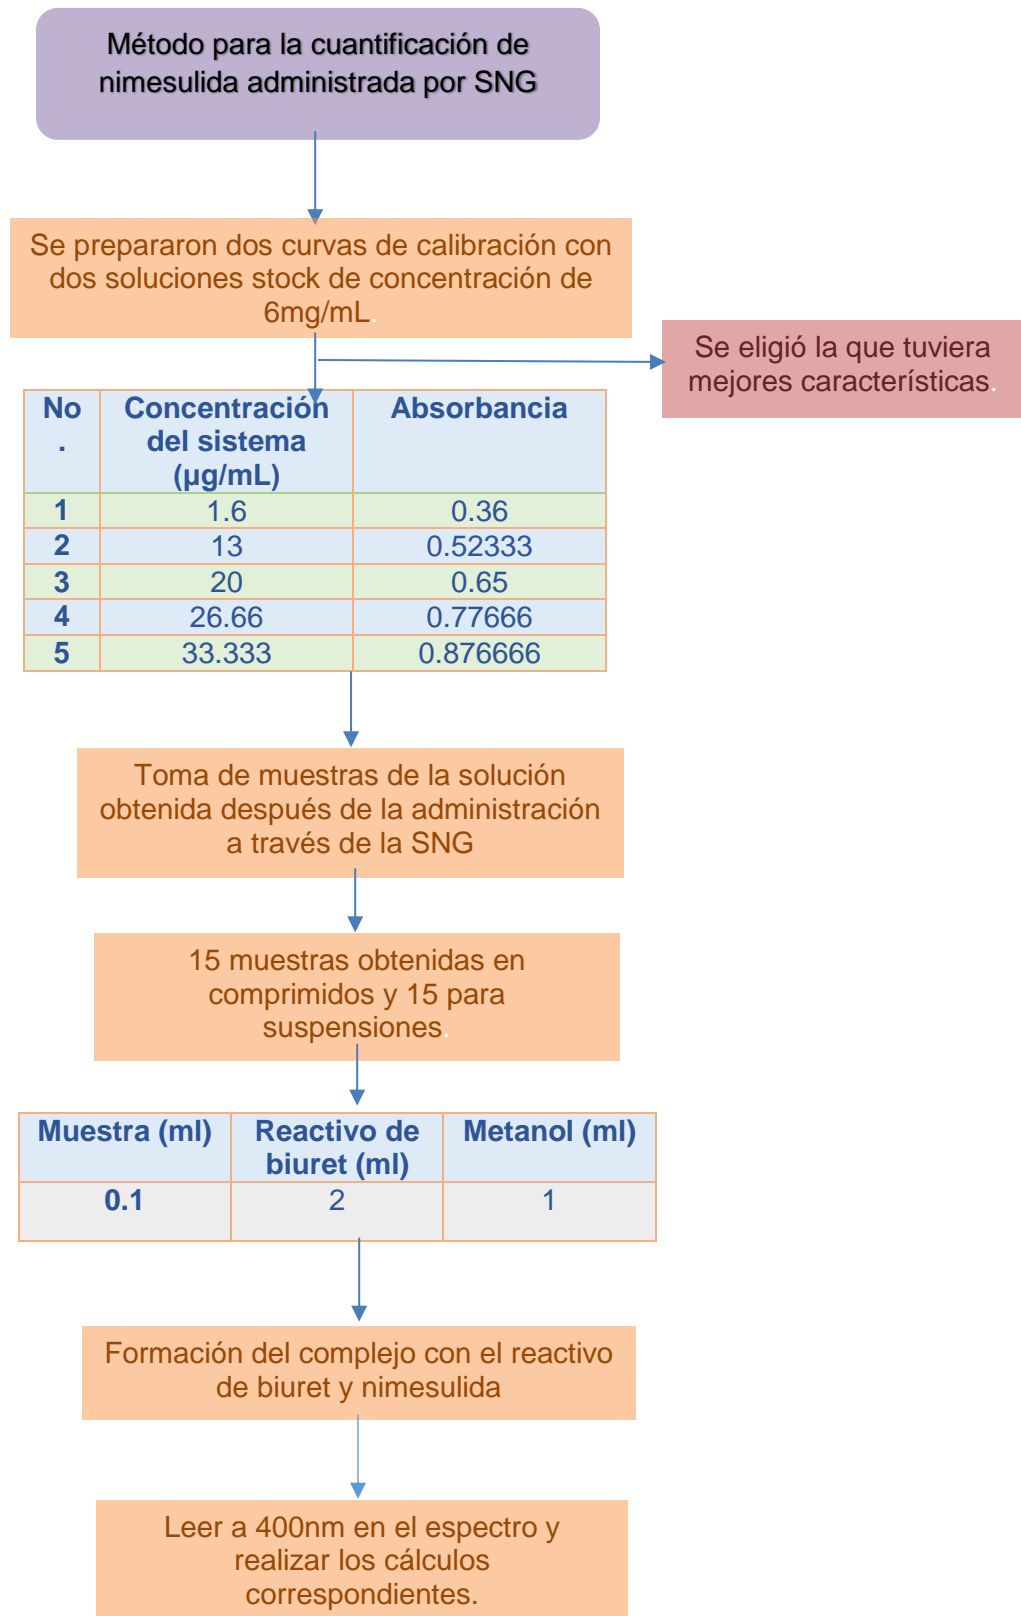 Método para la cuantificación de
nimesulida administrada por SNG
Se prepararon dos curvas de calibración con
dos soluciones stock de concentración de
6mg/mL.
Se eligió la que tuviera
mejores características.
No
.
Concentración
del sistema
(µg/mL)
Absorbancia
1 1.6 0.36
2 13 0.52333
3 20 0.65
4 26.66 0.77666
5 33.333 0.876666
Toma de muestras de la solución
obtenida después de la administración
a través de la SNG
15 muestras obtenidas en
comprimidos y 15 para
suspensiones.
Muestra (ml)
Reactivo de
biuret (ml)
Metanol (ml)
0.1 2 1
Formación del complejo con el reactivo
de biuret y nimesulida
Leer a 400nm en el espectro y
realizar los cálculos
correspondientes.